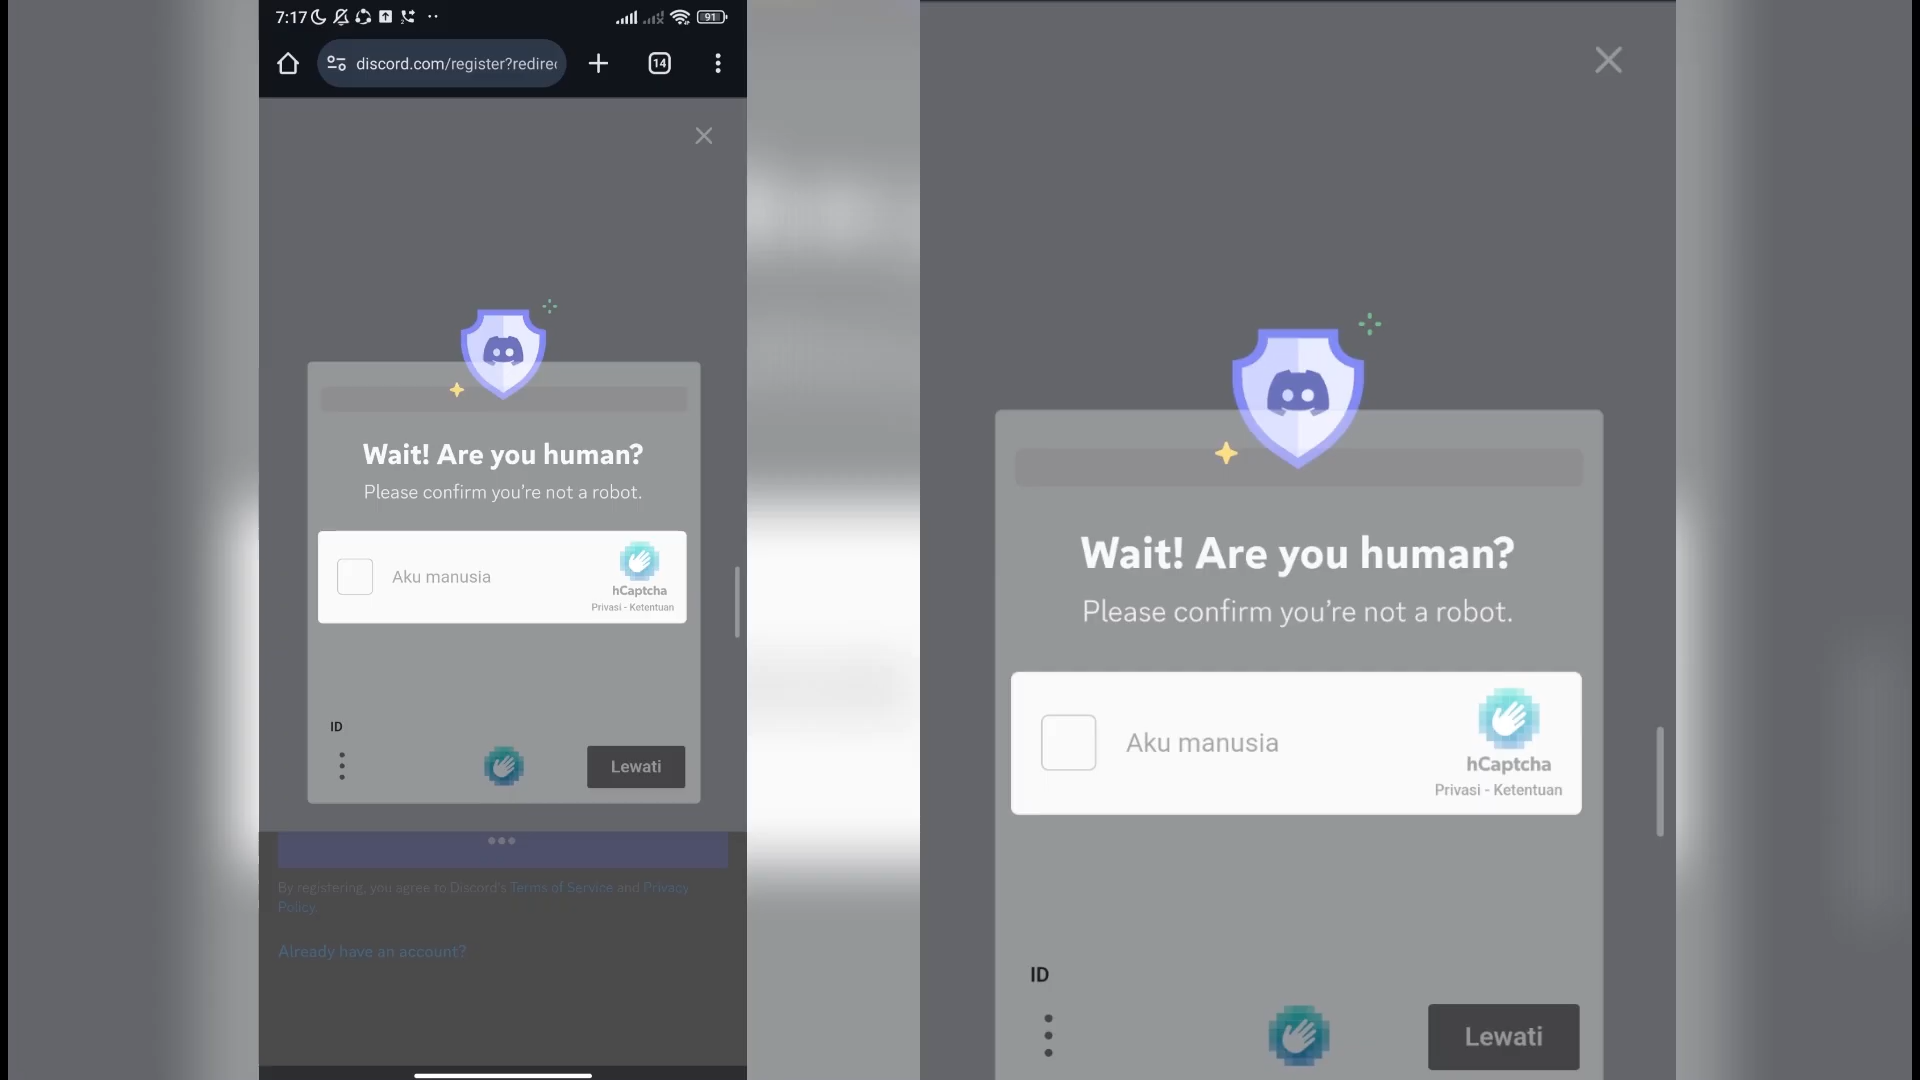 7:17
91
discord.com/register?redirec
14
Wait! Are you human?
Please confirm you're not a robot.
Aku manusia
hCaptcha
Privasi - Ketentuan
ID
Lewati
By registering, you agree to Discord's Terms of Service and Privacy
Policy.
Already have an account?
Wait! Are you human?
Please confirm you're not a robot.
Aku manusia
hCaptcha
Privasi - Ketentuan
ID
Lewati